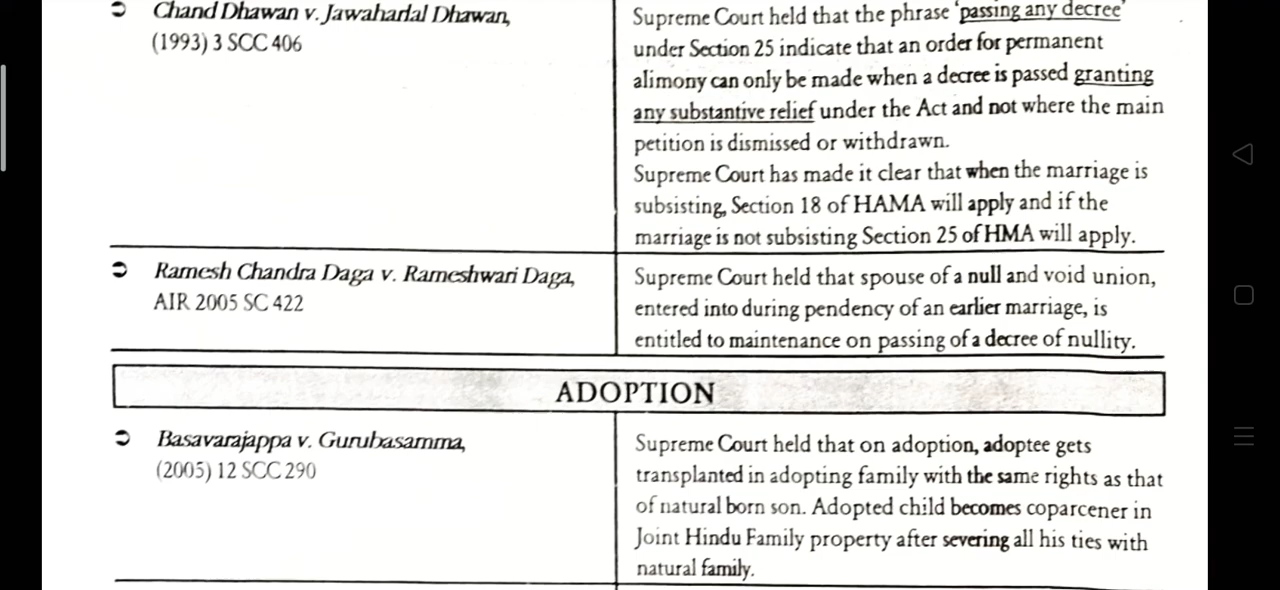 Chand Dhawan v. Jawaharlal Dhawan,
(1993) 3 SCC 406
Supreme Court held that the phrase 'passing any decree'
under Section 25 indicate that an order for permanent
alimony can only be made when a decree is passed granting
any substantive relief under the Act and not where the main
petition is dismissed or withdrawn.
Supreme Court has made it clear that when the marriage is
subsisting, Section 18 of HAMA will apply and if the
marriage is not subsisting Section 25 of HMA will apply.
Ramesh Chandra Daga v. Rameshwari Daga,
AIR 2005 SC 422
Supreme Court held that spouse of a null and void union,
entered into during pendency of an earlier marriage, is
entitled to maintenance on passing of a decree of nullity.
ADOPTION
Basavarajappa v. Gurubasamma,
(2005) 12 SCC 290
Supreme Court held that on adoption, adoptee gets
transplanted in adopting family with the same rights as that
of natural born son. Adopted child becomes coparcener in
Joint Hindu Family property after severing all his ties with
natural family.